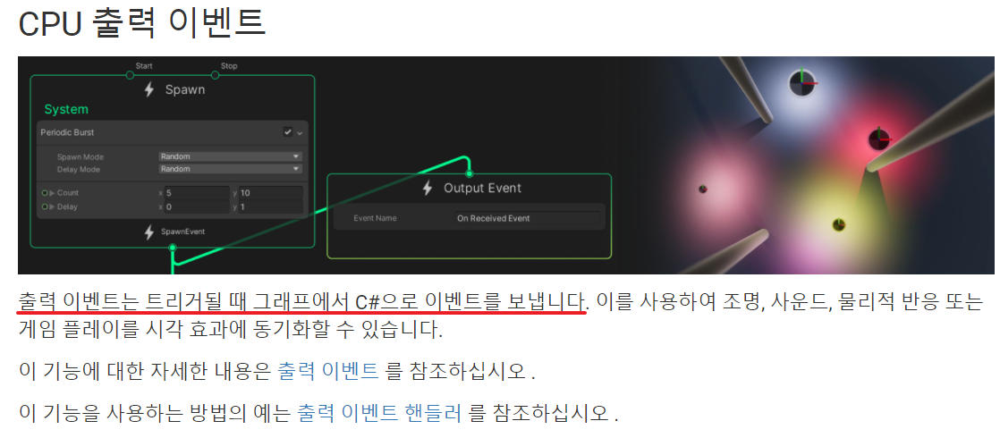 CPU 출력 이벤트
Start Stop
Spawn
System
Periodic Burst
Spawn Mode Random
Delay Mode Random
Count x 5 y 10
Delay x 0 y 1
SpawnEvent
Output Event
Event Name On Received Event
출력 이벤트는 트리거될 때 그래프에서 C#으로 이벤트를 보냅니다. 이를 사용하여 조명, 사운드, 물리적 반응 또는
게임 플레이를 시각 효과에 동기화할 수 있습니다.
이 기능에 대한 자세한 내용은 출력 이벤트 를 참조하십시오 .
이 기능을 사용하는 방법의 예는 출력 이벤트 핸들러 를 참조하십시오 .